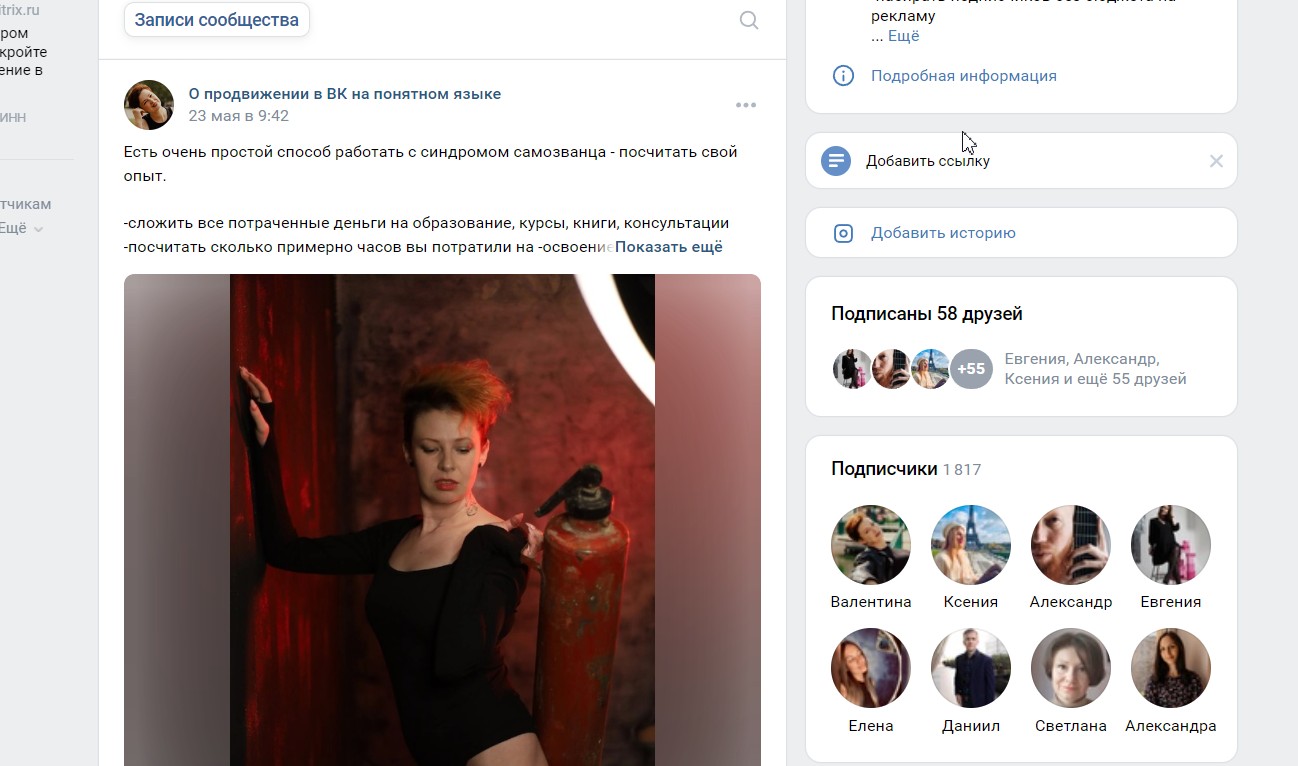 ltrix.ru
ром
кройте
ение в
ИНН
тчикам
Ещё
Записи сообщества
О продвижении в ВК на понятном языке
23 мая в 9:42
Есть очень простой способ работать с синдромом самозванца - посчитать свой
опыт.
-сложить все потраченные деньги на образование, курсы, книги, консультации
-посчитать сколько примерно часов вы потратили на -освоение Показать ещё
рекламу
... Ещё
Подробная информация
Добавить ссылку
Добавить историю
Подписаны 58 друзей
+55
Евгения, Александр,
Ксения и ещё 55 друзей
Подписчики 1 817
Валентина Ксения Александр Евгения
Елена Даниил Светлана Александра